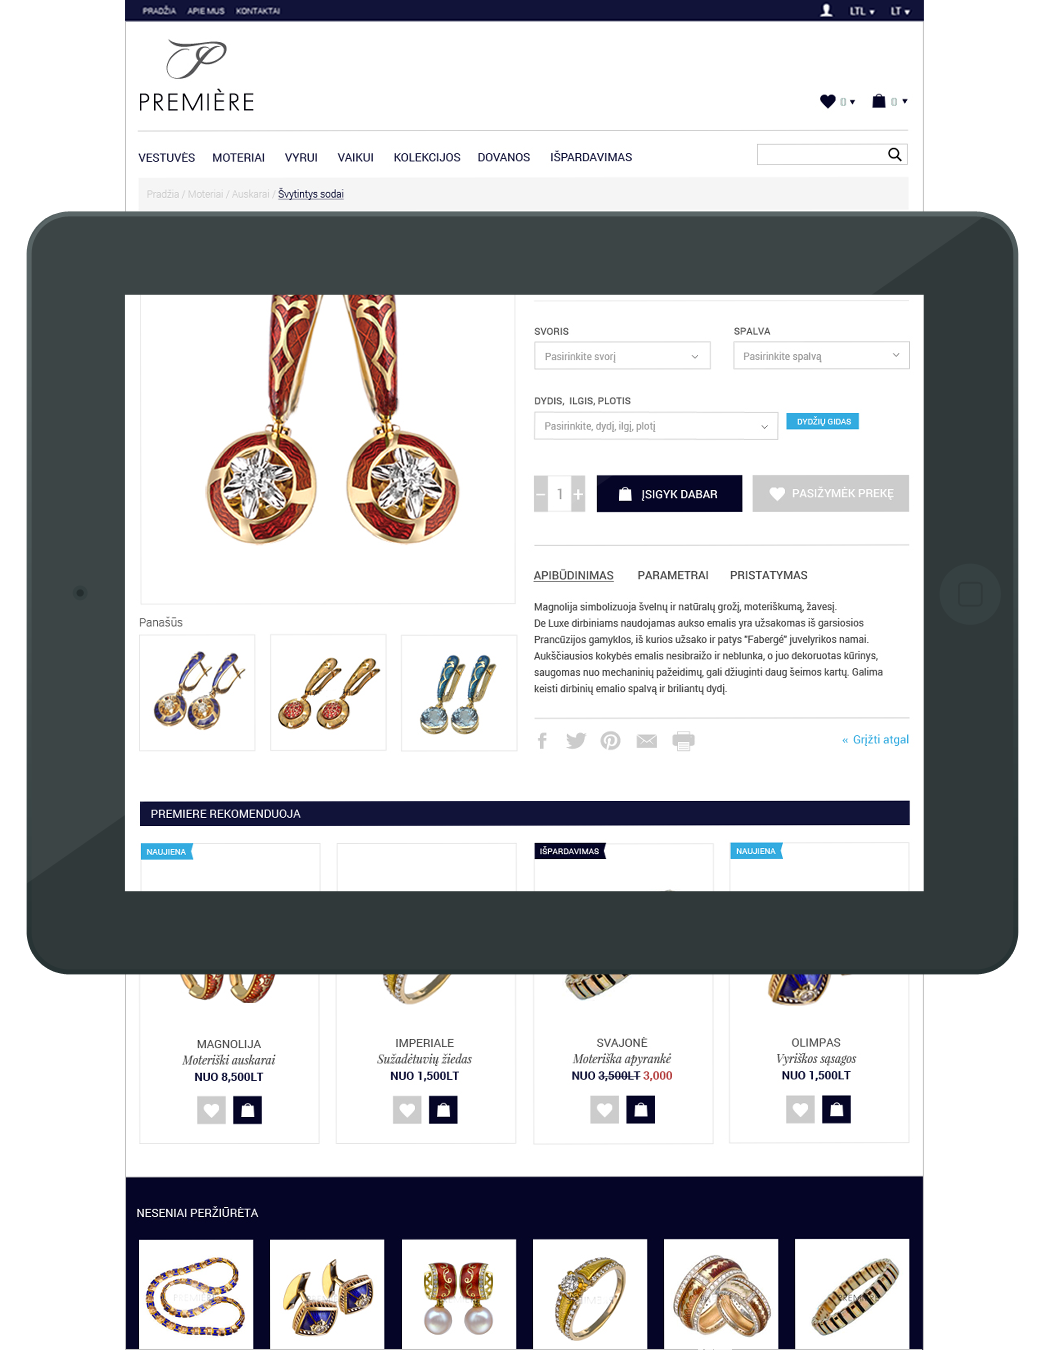 PRADŽIA APIE MUS KONTAKTAI LTL LT
PREMIÈRE
0 0
VESTUVĖS MOTERIAI VYRUI VAIKUI KOLEKCIJOS DOVANOS IŠPARDAVIMAS
Pradžia / Moteriai / Auskarai / Švytintys sodai
SVORIS SPALVA
Pasirinkite svorį Pasirinkite spalvą
DYDIS, ILGIS, PLOTIS
Pasirinkite, dydį, ilgį, plotį DYDŽIŲ GIDAS
− 1 + ĮSIGYK DABAR PASIŽYMĖK PREKĘ
APIBŪDINIMAS PARAMETRAI PRISTATYMAS
Magnolija simbolizuoja švelnų ir natūralų grožį, moteriškumą, žavesį.
De Luxe dirbiniams naudojamas aukso emalis yra užsakomas iš garsiosios
Prancūzijos gamyklos, iš kurios užsako ir patys "Fabergė" juvelyrikos namai.
Aukščiausios kokybės emalis nesibraižo ir neblunka, o juo dekoruotas kūrinys,
saugomas nuo mechaninių pažeidimų, gali džiuginti daug šeimos kartų. Galima
keisti dirbinių emalio spalvą ir briliantų dydį.
Panašūs
« Grįžti atgal
PREMIERE REKOMENDUOJA
NAUJIENA IŠPARDAVIMAS NAUJIENA
MAGNOLIJA IMPERIALE SVAJONĖ OLIMPAS
Moteriški auskarai Sužadėtuvių žiedas Moteriška apyrankė Vyriškos sąsagos
NUO 8,500LT NUO 1,500LT NUO 3,500LT 3,000 NUO 1,500LT
NESENIAI PERŽIŪRĖTA